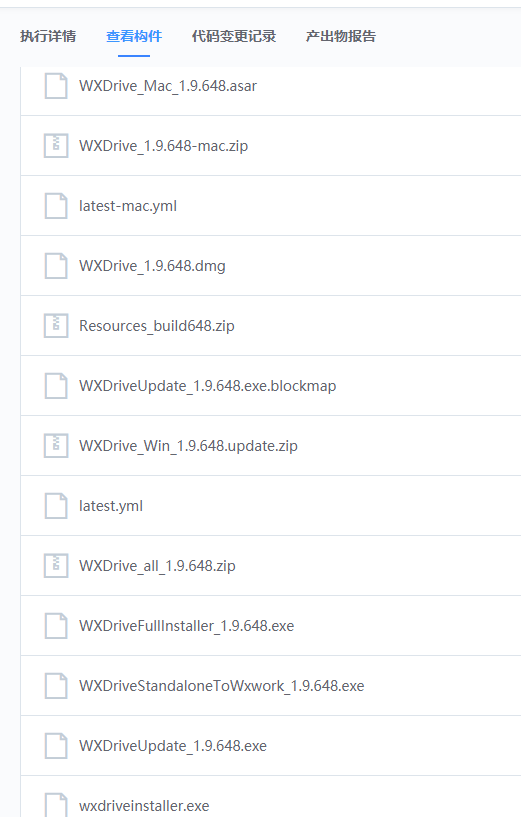 执行详情 查看构件 代码变更记录 产出物报告
WXDrive_Mac_1.9.648.asar
WXDrive_1.9.648-mac.zip
latest-mac.yml
WXDrive_1.9.648.dmg
Resources_build648.zip
WXDriveUpdate_1.9.648.exe.blockmap
WXDrive_Win_1.9.648.update.zip
latest.yml
WXDrive_all_1.9.648.zip
WXDriveFullInstaller_1.9.648.exe
WXDriveStandaloneToWxwork_1.9.648.exe
WXDriveUpdate_1.9.648.exe
wxdriveinstaller.exe